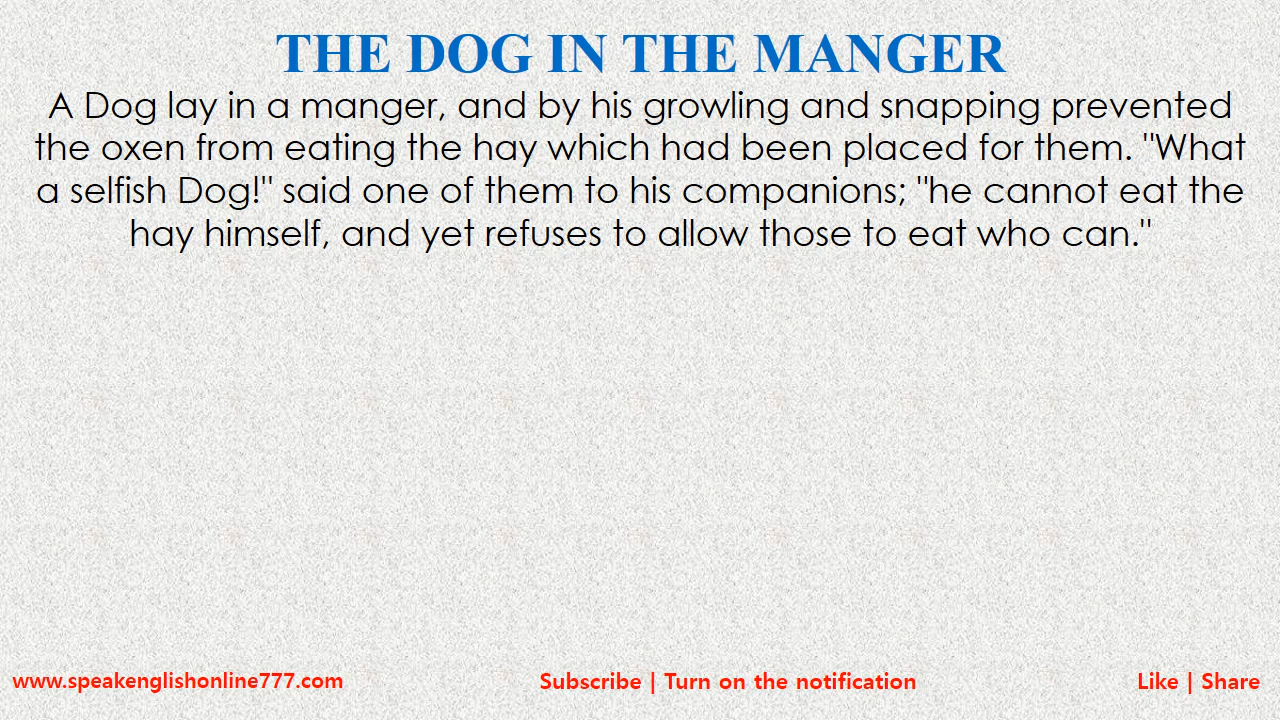 THE DOG IN THE MANGER
A Dog lay in a manger, and by his growling and snapping prevented
the oxen from eating the hay which had been placed for them. "What
a selfish Dog!" said one of them to his companions; "he cannot eat the
hay himself, and yet refuses to allow those to eat who can."
www.speakenglishonline777.com
Subscribe | Turn on the notification
Like | Share